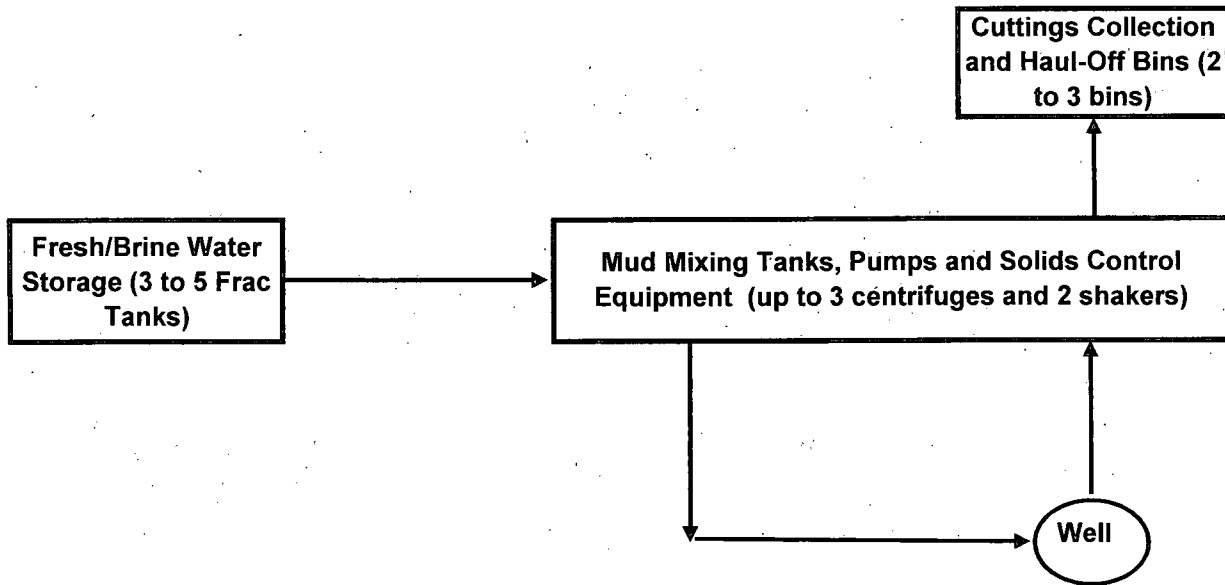 Cuttings Collection
and Haul-Off Bins (2
to 3 bins)
Fresh/Brine Water
Storage (3 to 5 Frac
Tanks)
Mud Mixing Tanks, Pumps and Solids Control
Equipment (up to 3 centrifuges and 2 shakers)
Well